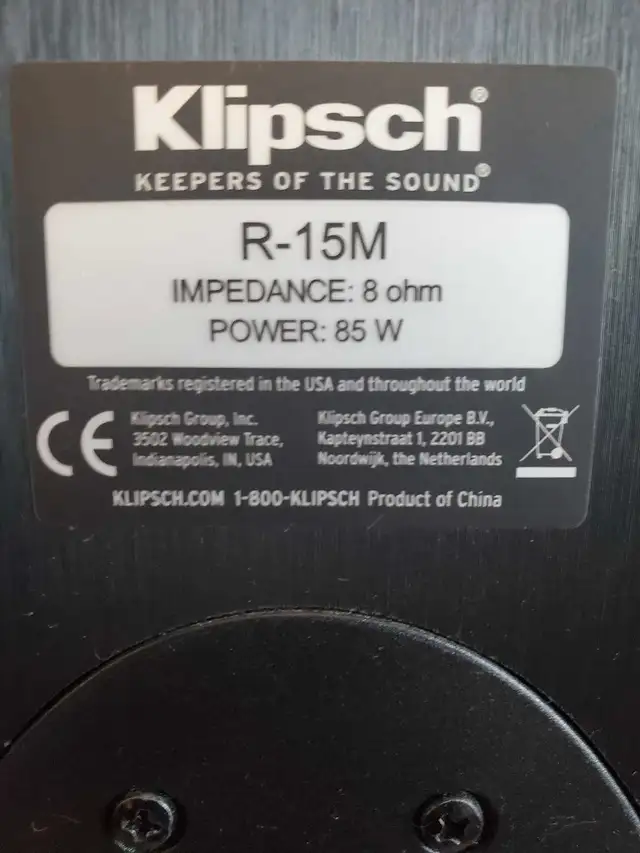 Klipsch®
KEEPERS OF THE SOUND®
R-15M
IMPEDANCE: 8 ohm
POWER: 85 W
Trademarks registered in the USA and throughout the world
CE
Klipsch Group, Inc.
3502 Woodview Trace,
Indianapolis, IN, USA
Klipsch Group Europe B.V.,
Kapteynstraat 1, 2201 BB
Noordwijk, the Netherlands
KLIPSCH.COM 1-800-KLIPSCH Product of China